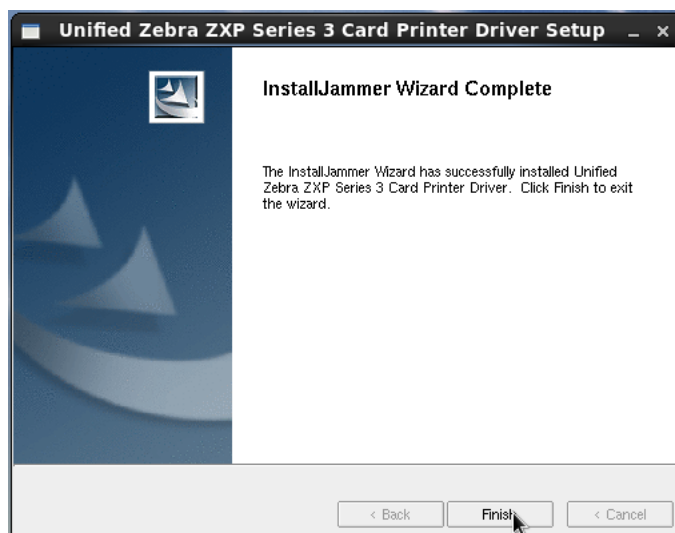 Unified Zebra ZXP Series 3 Card Printer Driver Setup
InstallJammer Wizard Complete
The InstallJammer Wizard has successfully installed Unified
Zebra ZXP Series 3 Card Printer Driver.  Click Finish to exit
the wizard.
< Back
Finish
< Cancel